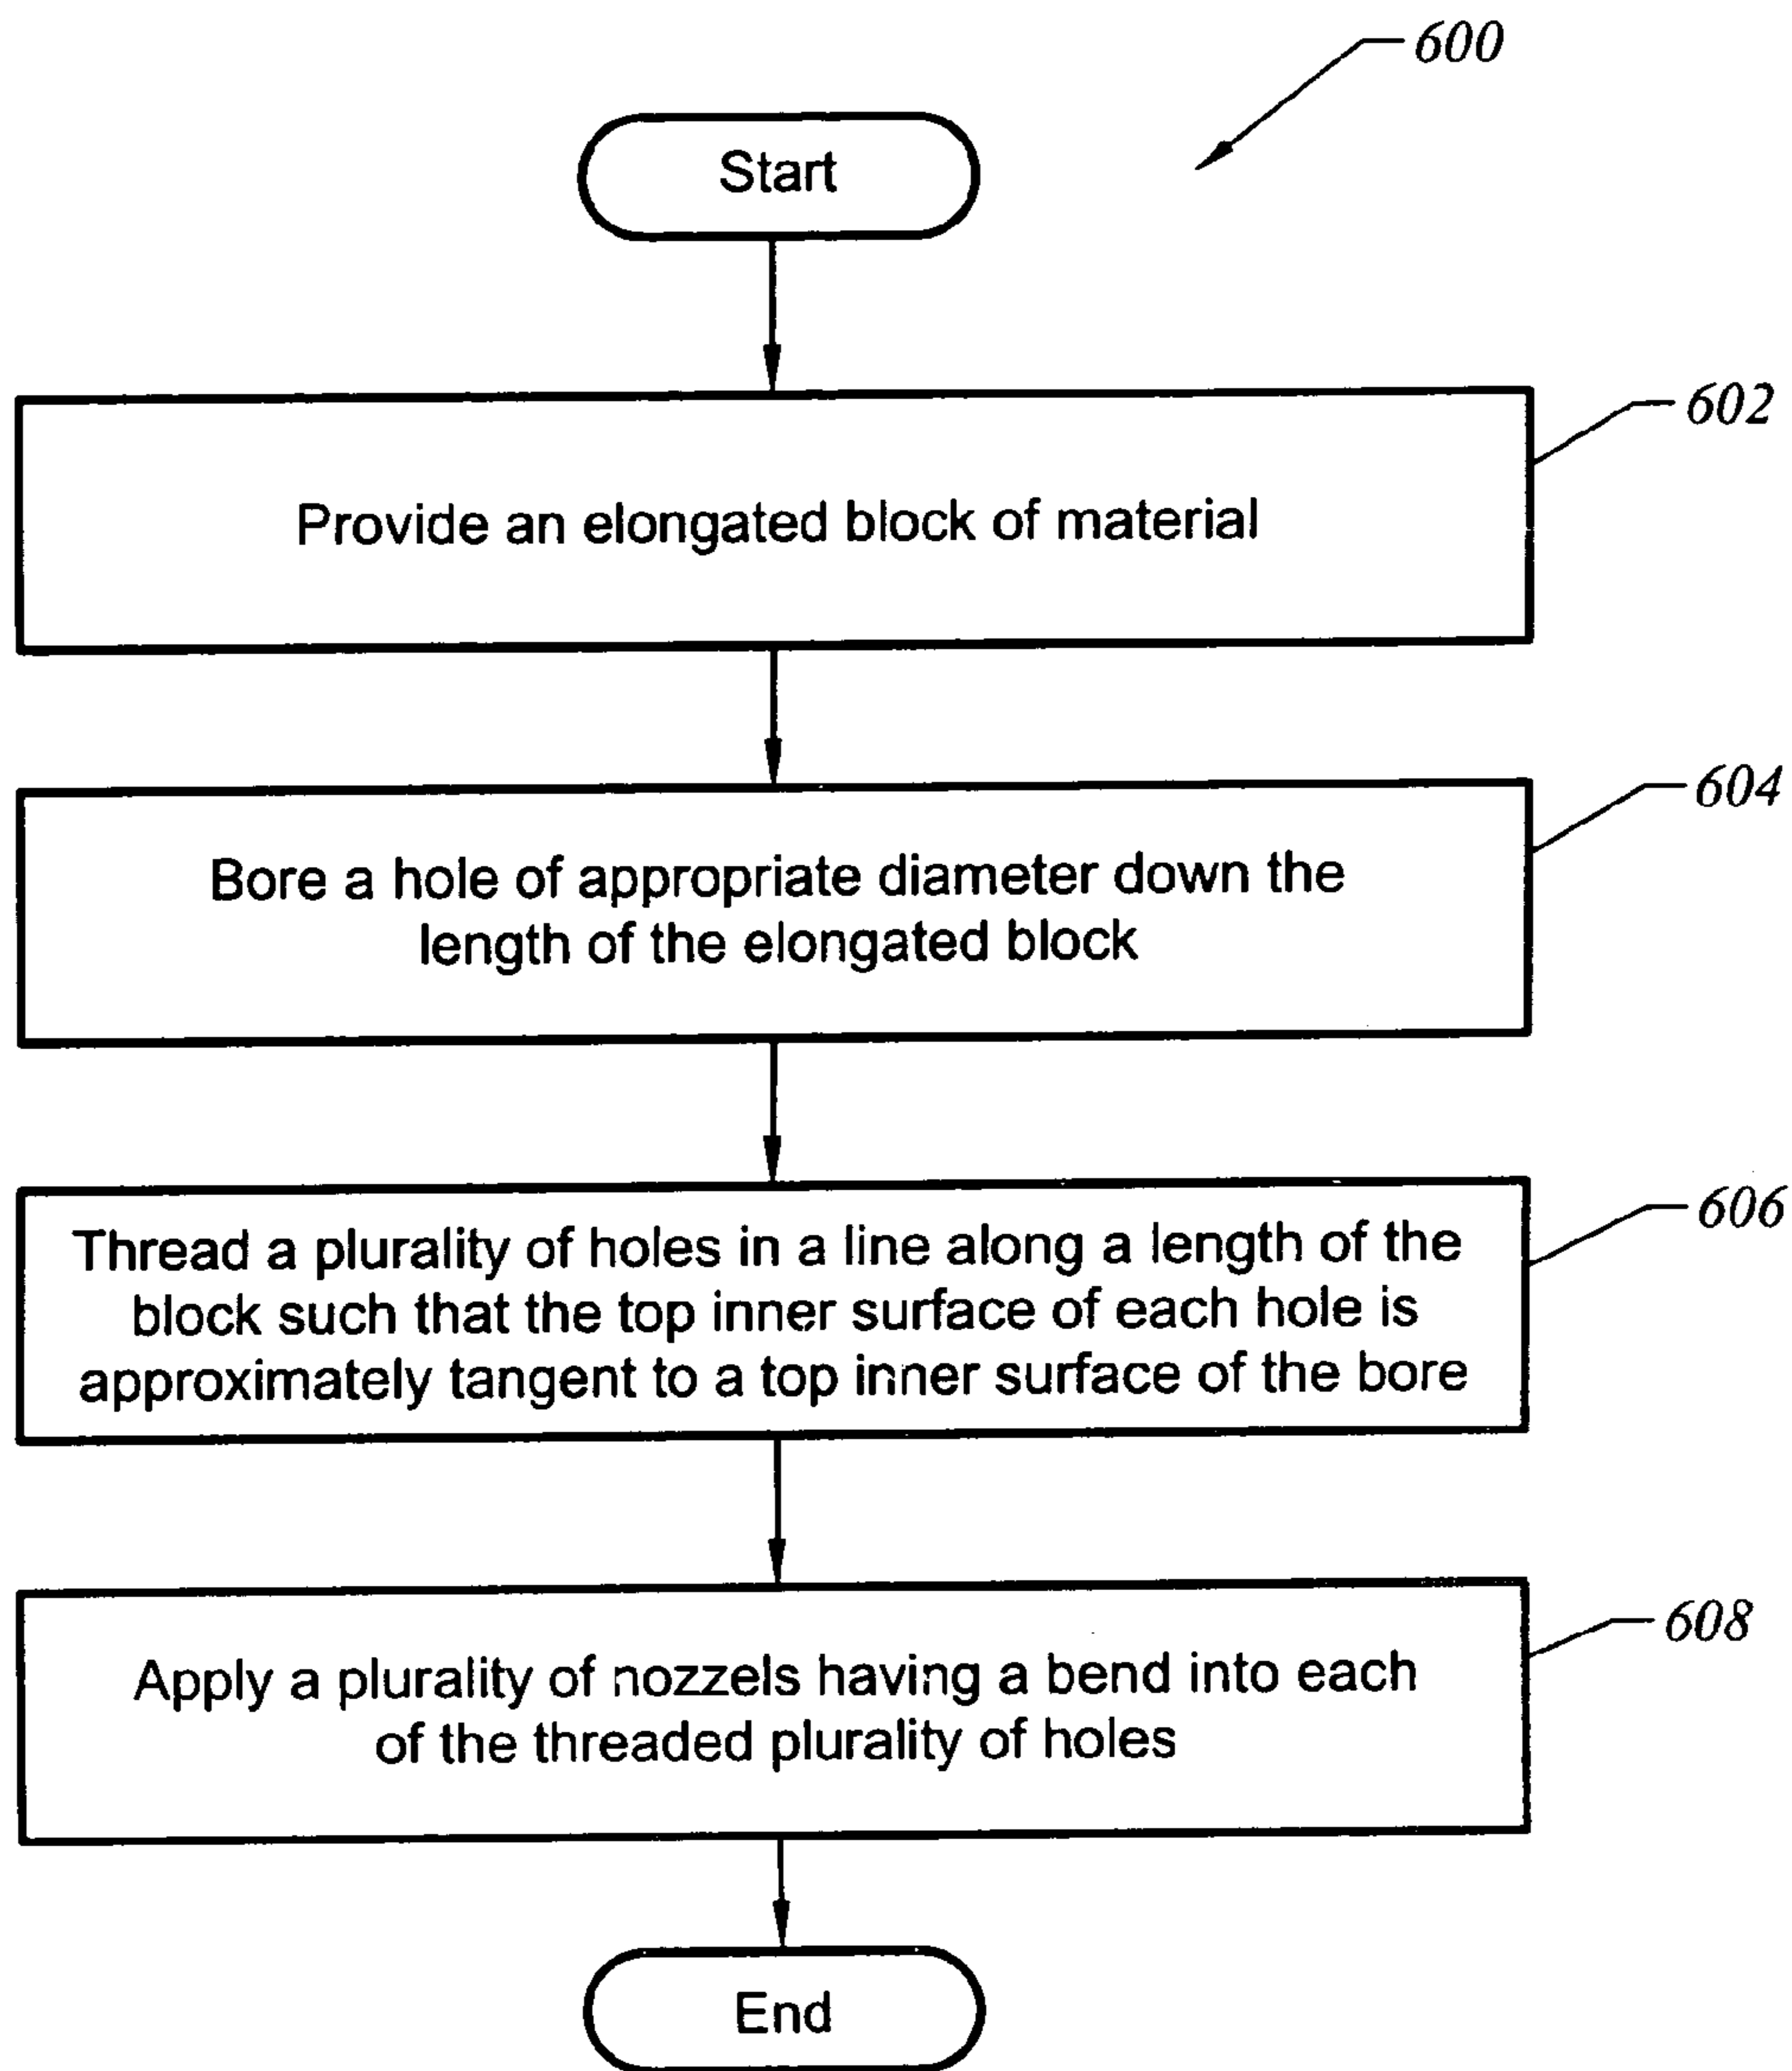 600
Start
602
Provide an elongated block of material
604
Bore a hole of appropriate diameter down the
length of the elongated block
606
Thread a plurality of holes in a line along a length of the
block such that the top inner surface of each hole is
approximately tangent to a top inner surface of the bore
608
Apply a plurality of nozzels having a bend into each
of the threaded plurality of holes
End